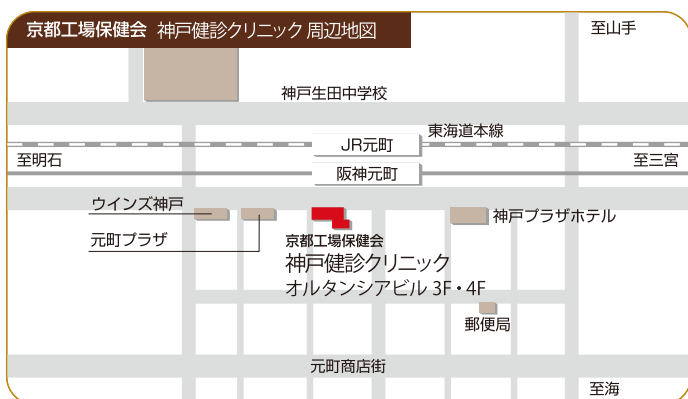 京都工場保健会 神戸健診クリニック 周辺地図
至山手
神戸生田中学校
東海道本線
JR元町
至明石
至三宮
阪神元町
ウインズ神戸
神戸プラザホテル
元町プラザ
京都工場保健会
神戸健診クリニック
オルタンシアビル 3F・4F
郵便局
元町商店街
至海